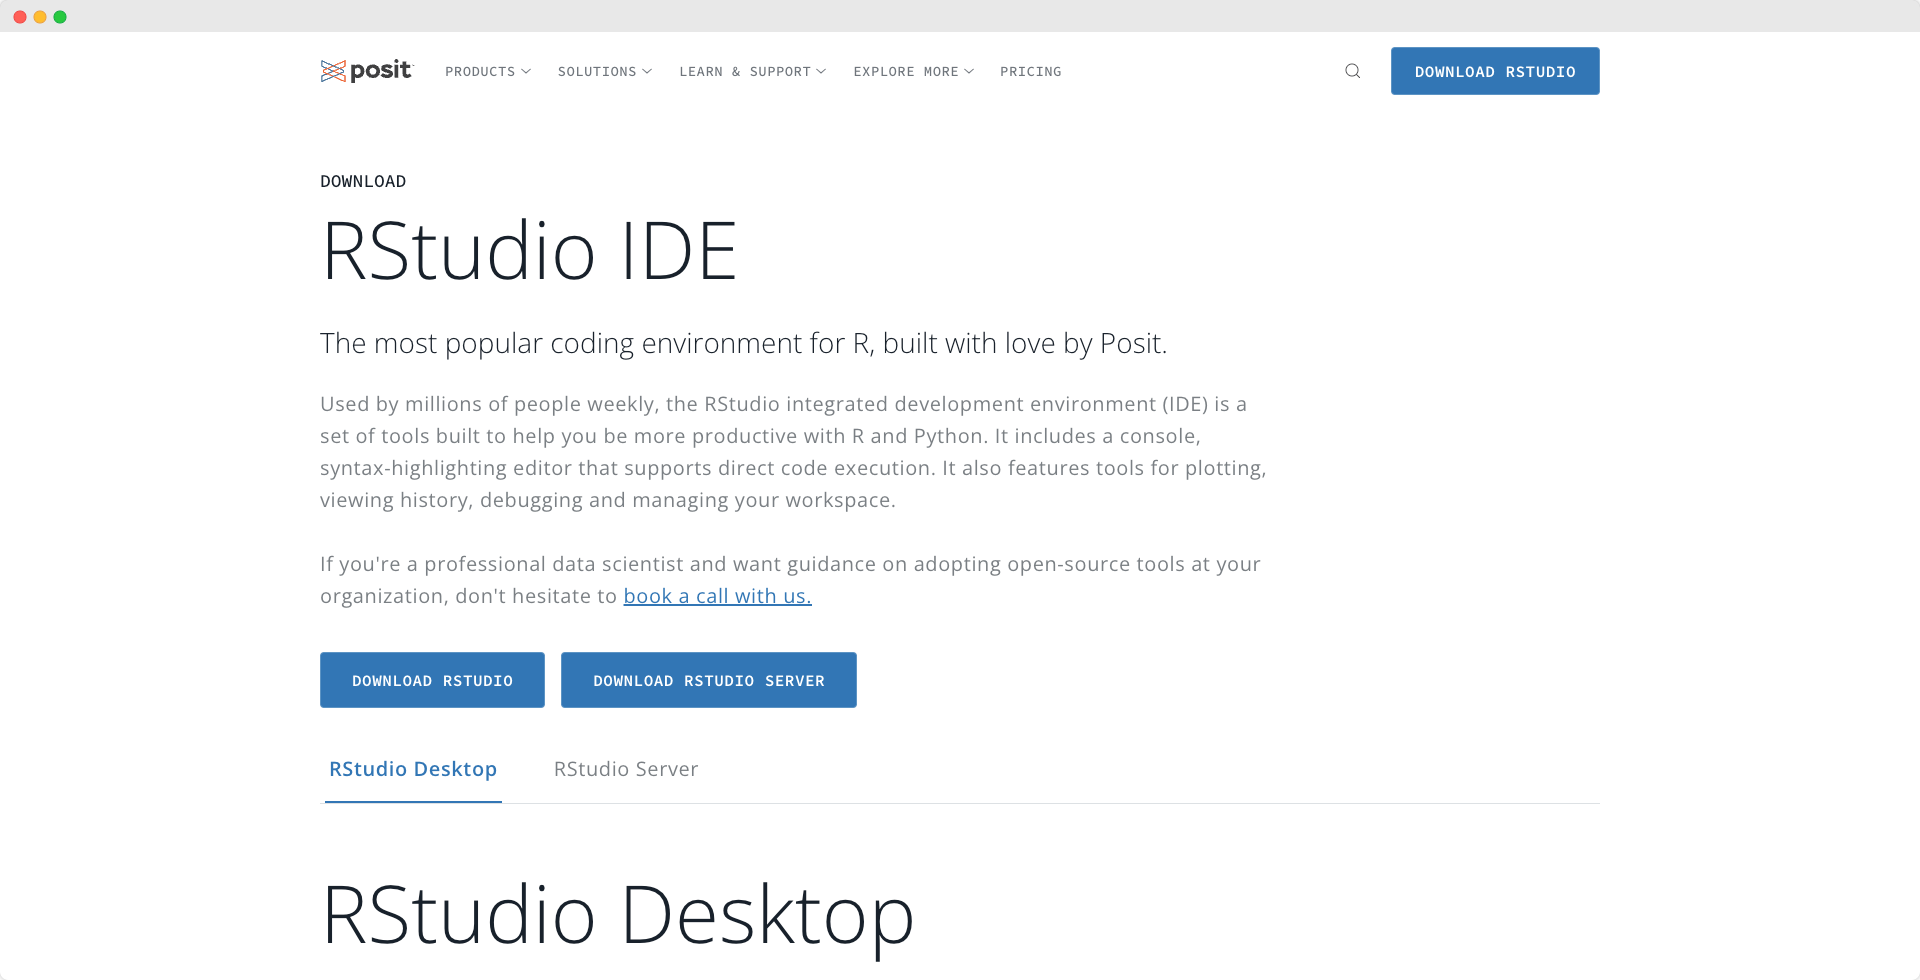 posit
PRODUCTS
SOLUTIONS
LEARN & SUPPORT
EXPLORE MORE
PRICING
DOWNLOAD RSTUDIO
DOWNLOAD
RStudio IDE
The most popular coding environment for R, built with love by Posit.
Used by millions of people weekly, the RStudio integrated development environment (IDE) is a
set of tools built to help you be more productive with R and Python. It includes a console,
syntax-highlighting editor that supports direct code execution. It also features tools for plotting,
viewing history, debugging and managing your workspace.
If you're a professional data scientist and want guidance on adopting open-source tools at your
organization, don't hesitate to book a call with us.
DOWNLOAD RSTUDIO
DOWNLOAD RSTUDIO SERVER
RStudio Desktop
RStudio Server
RStudio Desktop